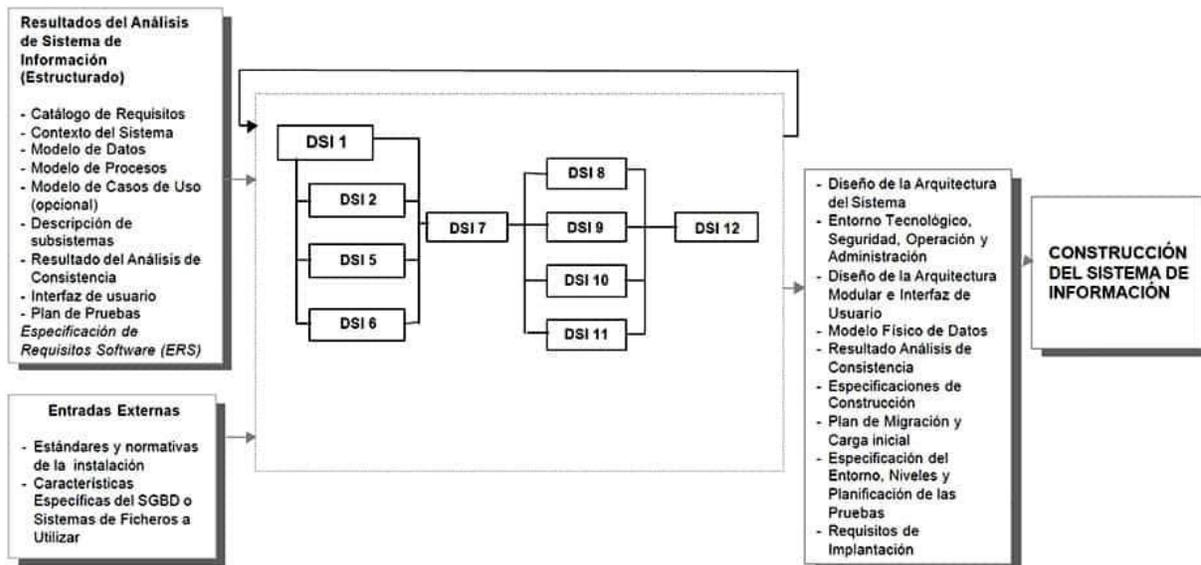 Resultados del Análisis
de Sistema de
Información
(Estructurado)
- Catálogo de Requisitos
- Contexto del Sistema
- Modelo de Datos
- Modelo de Procesos
- Modelo de Casos de Uso
(opcional)
- Descripción de
subsistemas
- Resultado del Análisis de
Consistencia
- Interfaz de usuario
- Plan de Pruebas
Especificación de
Requisitos Software (ERS)
Entradas Externas
- Estándares y normativas
de la instalación
- Características
Específicas del SGBD o
Sistemas de Ficheros a
Utilizar
DSI 1
DSI 2
DSI 5
DSI 6
DSI 7
DSI 8
DSI 9
DSI 10
DSI 11
DSI 12
- Diseño de la Arquitectura
del Sistema
- Entorno Tecnológico,
Seguridad, Operación y
Administración
- Diseño de la Arquitectura
Modular e Interfaz de
Usuario
- Modelo Físico de Datos
- Resultado Análisis de
Consistencia
- Especificaciones de
Construcción
- Plan de Migración y
Carga inicial
- Especificación del
Entorno, Niveles y
Planificación de las
Pruebas
- Requisitos de
Implantación
CONSTRUCCIÓN
DEL SISTEMA DE
INFORMACIÓN